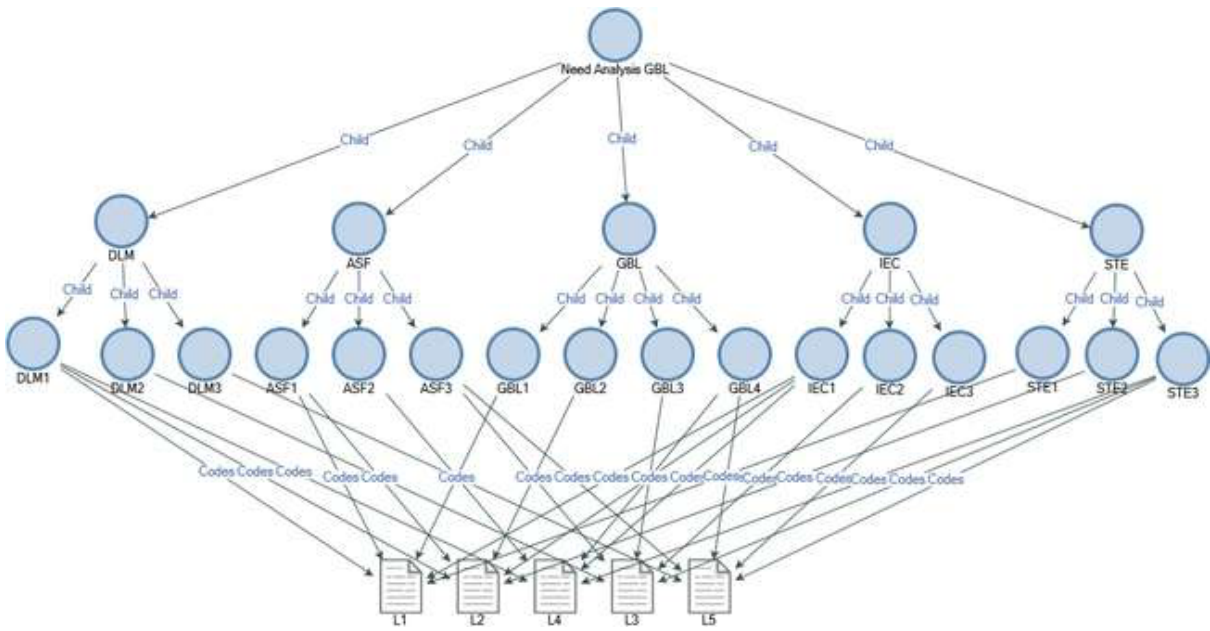 Need Analysis GBL
Child Child Child Child Child
DLM ASF GBL IEC STE
Child Child Child Child Child Child Child Child Child Child Child Child Child Child Child Child
DLM1 DLM2 DLM3 ASF1 ASF2 ASF3 GBL1 GBL2 GBL3 GBL4 IEC1 IEC2 IEC3 STE1 STE2 STE3
Codes Codes Codes Codes Codes Codes Codes Codes Codes Codes Codes Codes Codes Codes Codes Codes Codes
L1 L2 L4 L3 L5